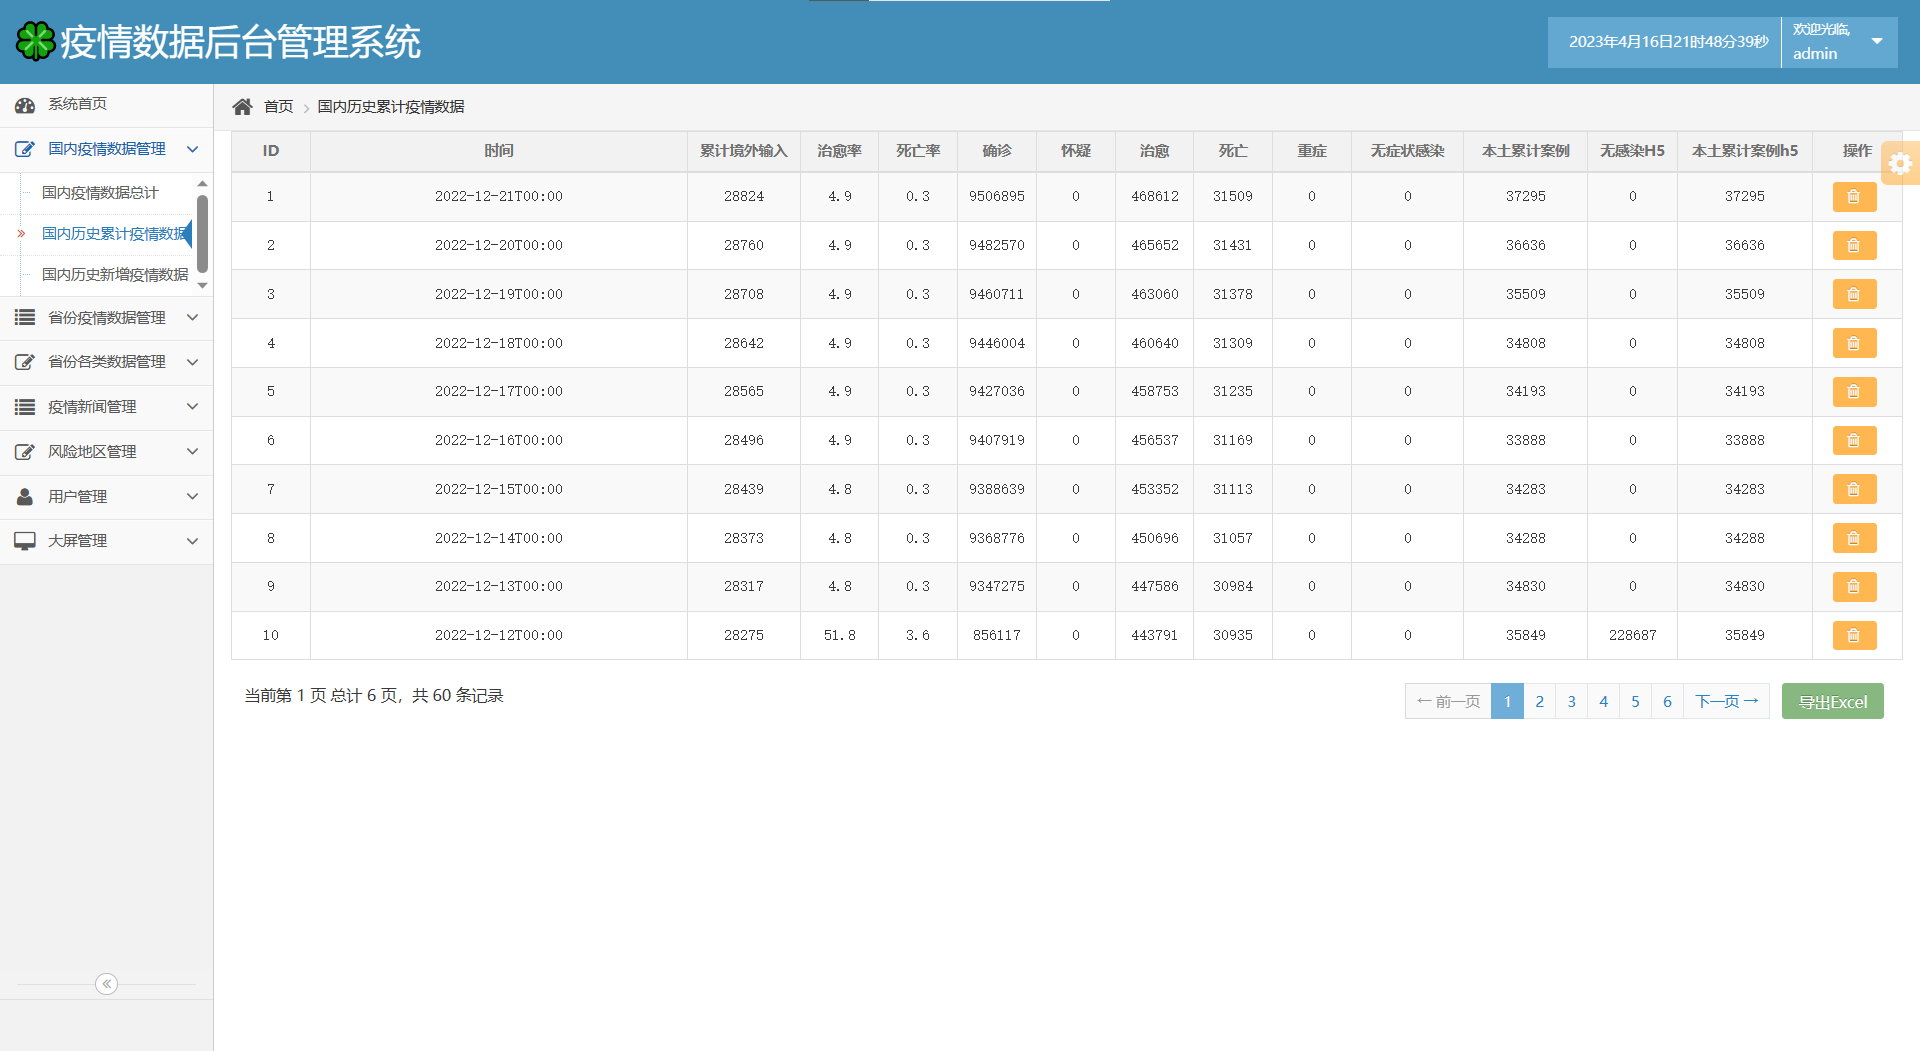 疫情数据后台管理系统
2023年4月16日21时48分39秒
欢迎光临,
admin
系统首页
国内疫情数据管理
国内疫情数据总计
国内历史累计疫情数据
国内历史新增疫情数据
省份疫情数据管理
省份各类数据管理
疫情新闻管理
风险地区管理
用户管理
大屏管理
首页 国内历史累计疫情数据
ID 时间 累计境外输入 治愈率 死亡率 确诊 怀疑 治愈 死亡 重症 无症状感染 本土累计案例 无感染H5 本土累计案例h5 操作
1 2022-12-21T00:00 28824 4.9 0.3 9506895 0 468612 31509 0 0 37295 0 37295
2 2022-12-20T00:00 28760 4.9 0.3 9482570 0 465652 31431 0 0 36636 0 36636
3 2022-12-19T00:00 28708 4.9 0.3 9460711 0 463060 31378 0 0 35509 0 35509
4 2022-12-18T00:00 28642 4.9 0.3 9446004 0 460640 31309 0 0 34808 0 34808
5 2022-12-17T00:00 28565 4.9 0.3 9427036 0 458753 31235 0 0 34193 0 34193
6 2022-12-16T00:00 28496 4.9 0.3 9407919 0 456537 31169 0 0 33888 0 33888
7 2022-12-15T00:00 28439 4.8 0.3 9388639 0 453352 31113 0 0 34283 0 34283
8 2022-12-14T00:00 28373 4.8 0.3 9368776 0 450696 31057 0 0 34288 0 34288
9 2022-12-13T00:00 28317 4.8 0.3 9347275 0 447586 30984 0 0 34830 0 34830
10 2022-12-12T00:00 28275 51.8 3.6 856117 0 443791 30935 0 0 35849 228687 35849
当前第 1 页 总计 6 页，共 60 条记录
←前一页 1 2 3 4 5 6 下一页→ 导出Excel